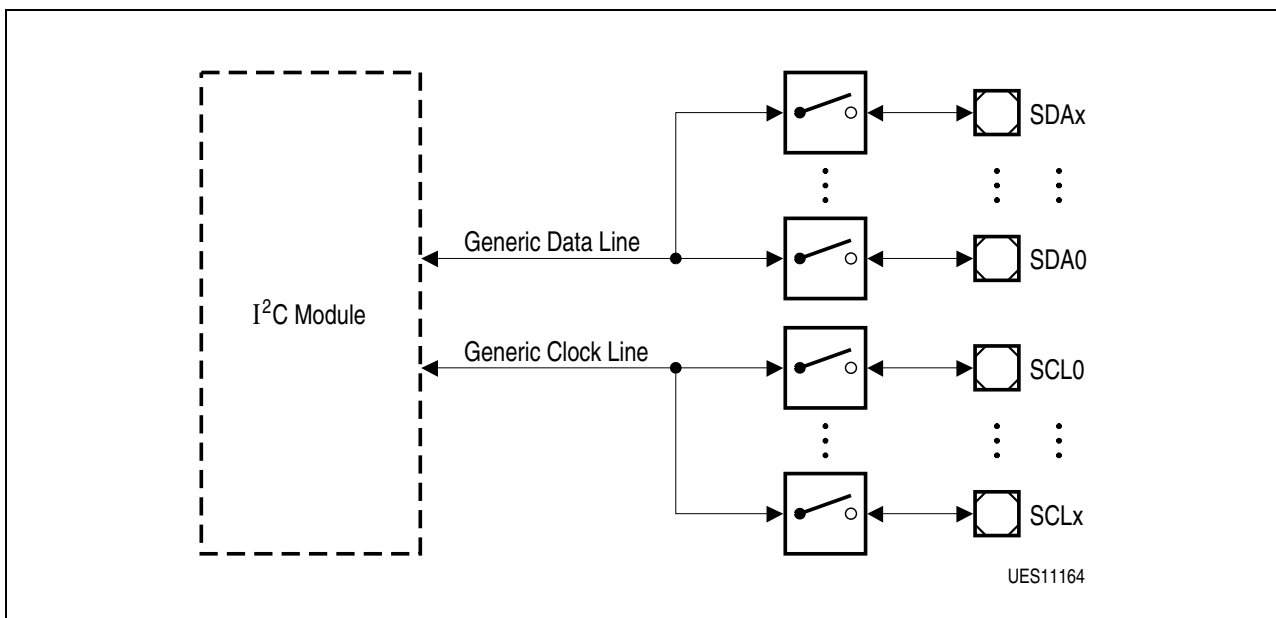 SDAx
Generic Data Line
SDA0
I²C Module
Generic Clock Line
SCL0
SCLx
UES11164